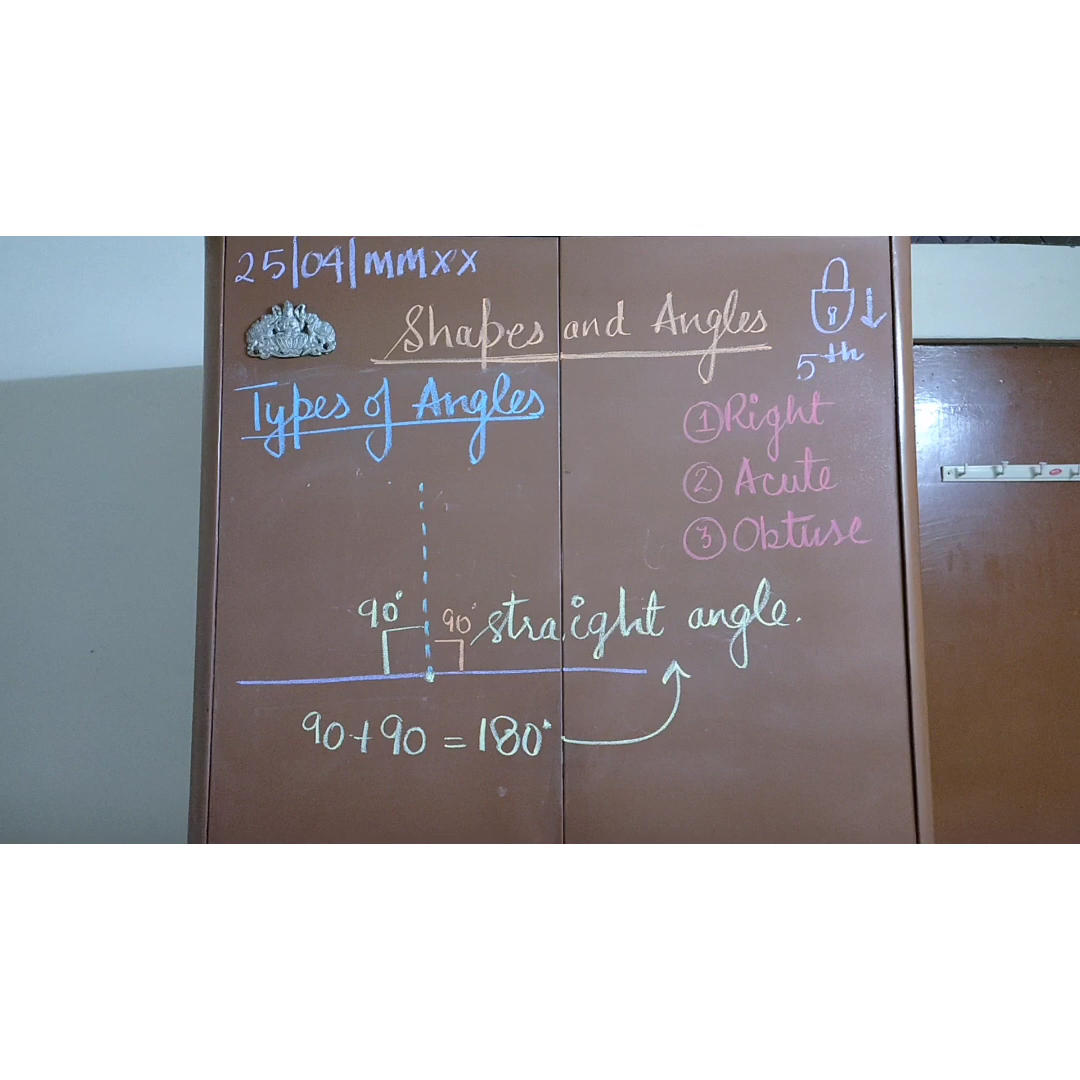 25/04/MMXX
Shapes and Angles
5th
Types of Angles
① Right
② Acute
③ Obtuse
90° 90° straight angle.
90+90 = 180°